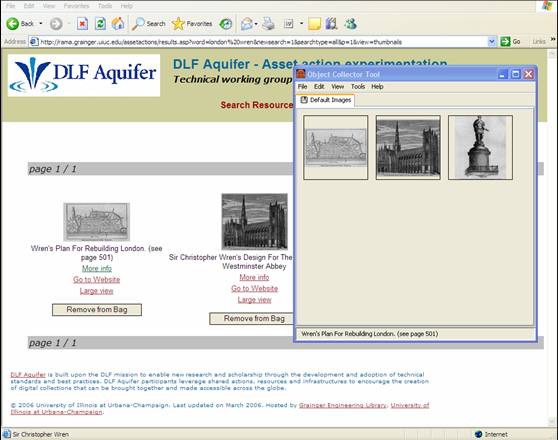 File Edit View Favorites Tools Help
Back Search Favorites
Address http://rama.grainger.uiuc.edu/assetactions/results.asp?word=london%20wren&newsearch=1&searchtype=all&p=1&view=thumbnails Go Links
DLF Aquifer
DLF Aquifer - Asset action experimentation
Technical working group
Search Resource
Object Collector Tool
File Edit View Tools Help
Default Images
page 1 / 1
Wren's Plan For Rebuilding London. (see
page 501)
More info
Go to Website
Large view
Remove from Bag
Sir Christopher Wren's Design For The
Westminster Abbey
More info
Go to Website
Large view
Remove from Bag
Wren's Plan For Rebuilding London. (see page 501)
page 1 / 1
DLF Aquifer is built upon the DLF mission to enable new research and scholarship through the development and adoption of technical
standards and best practices. DLF Aquifer participants leverage shared actions, resources and infrastructures to encourage the creation
of digital collections that can be brought together and made accessible across the globe.
© 2006 University of Illinois at Urbana-Champaign. Last updated on March 2006. Hosted by Grainger Engineering Library, University of
Illinois at Urbana-Champaign.
Sir Christopher Wren Internet